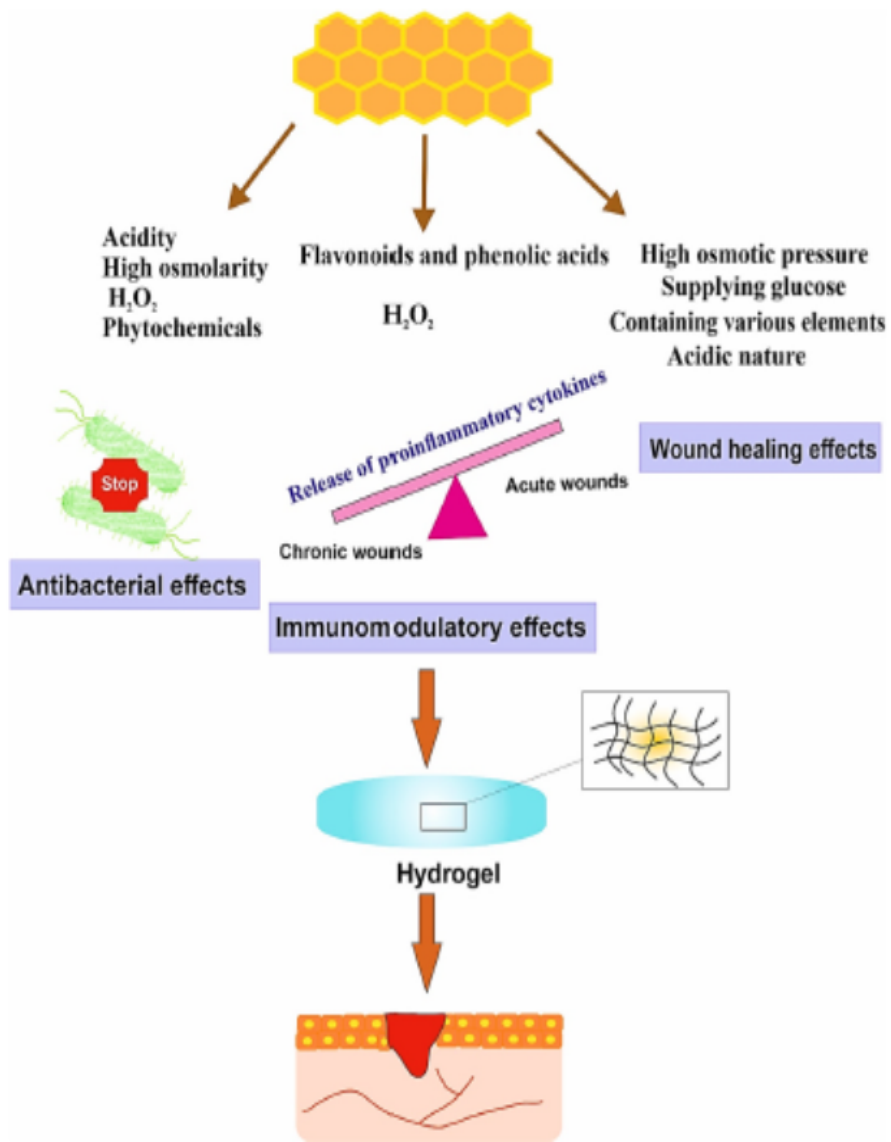 Acidity
High osmolarity
H₂O₂
Phytochemicals
Flavonoids and phenolic acids
H₂O₂
High osmotic pressure
Supplying glucose
Containing various elements
Acidic nature
Stop
Antibacterial effects
Release of proinflammatory cytokines
Acute wounds
Chronic wounds
Immunomodulatory effects
Wound healing effects
Hydrogel